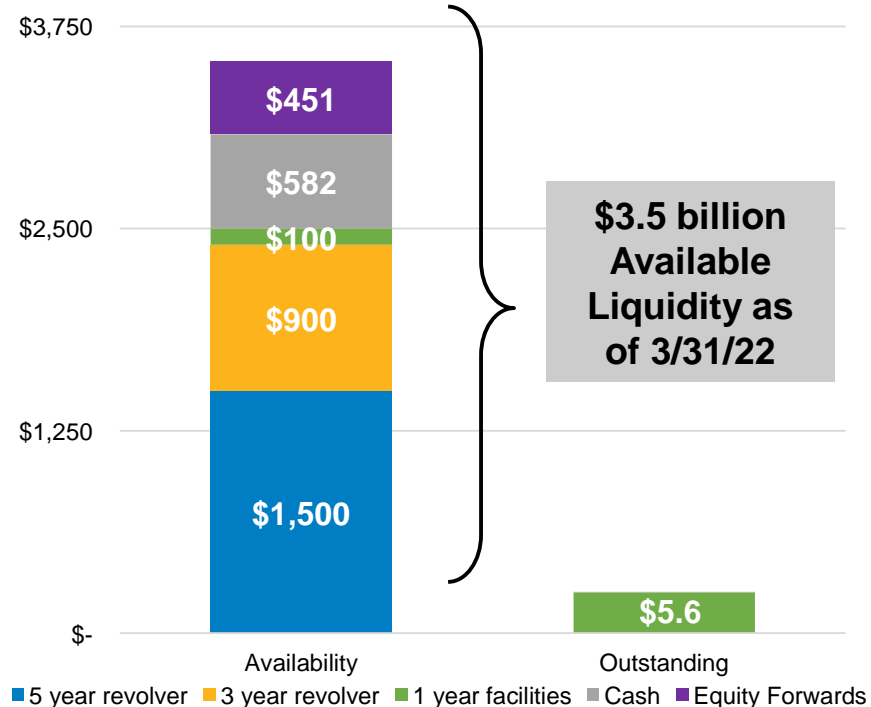 $3,750
$2,500
$1,250
$-
$451
$582
$100
$900
$1,500
$3.5 billion
Available
Liquidity as
of 3/31/22
$5.6
Availability
Outstanding
5 year revolver
3 year revolver
1 year facilities
Cash
Equity Forwards